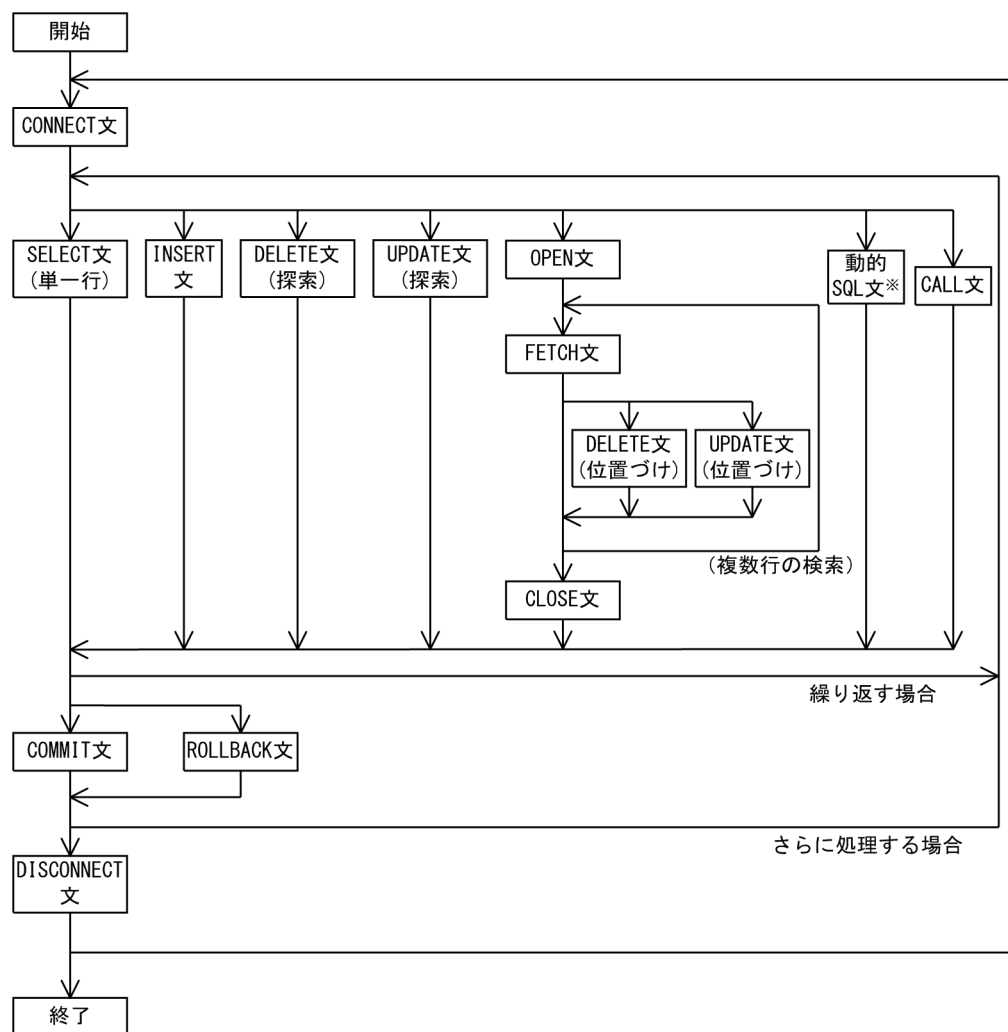 開始
CONNECT文
SELECT文
(単一行)
INSERT
文
DELETE文
(探索)
UPDATE文
(探索)
OPEN文
動的
SQL文※
CALL文
FETCH文
DELETE文
(位置づけ)
UPDATE文
(位置づけ)
(複数行の検索)
CLOSE文
繰り返す場合
COMMIT文
ROLLBACK文
さらに処理する場合
DISCONNECT
文
終了